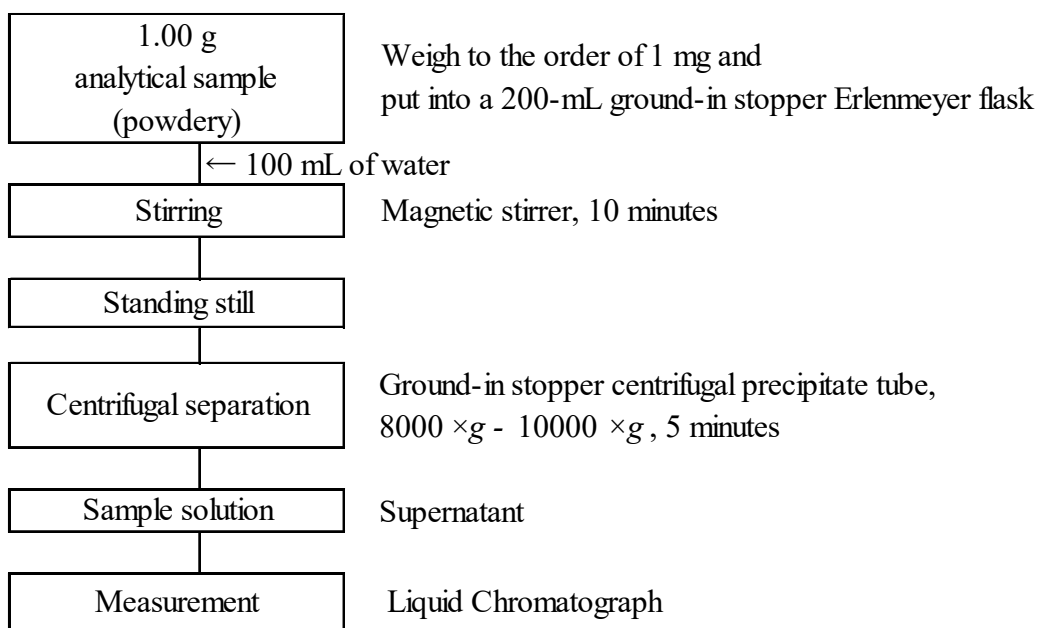 1.00 g
analytical sample
(powdery)
Weigh to the order of 1 mg and
put into a 200-mL ground-in stopper Erlenmeyer flask
← 100 mL of water
Stirring
Magnetic stirrer, 10 minutes
Standing still
Centrifugal separation
Ground-in stopper centrifugal precipitate tube,
8000 ×g - 10000 ×g , 5 minutes
Sample solution
Supernatant
Measurement
Liquid Chromatograph